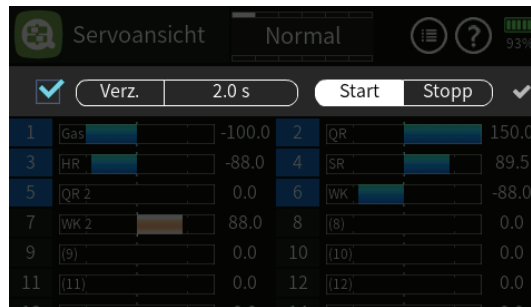 Servoansicht Normal ? 93%
Verz. 2.0 s Start Stopp
1 Gas -100.0 2 QR 150.0
3 HR -88.0 4 SR 89.5
5 QR 2 0.0 6 WK -88.0
7 WK 2 88.0 8 (8) 0.0
9 (9) 0.0 10 (10) 0.0
11 (11) 0.0 12 (12) 0.0